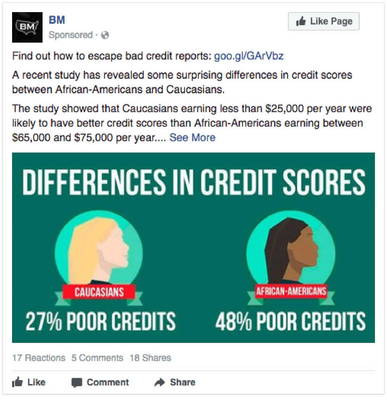 BM
BM
Like Page
Sponsored ·
Find out how to escape bad credit reports: goo.gl/GArVbz
A recent study has revealed some surprising differences in credit scores
between African-Americans and Caucasians.
The study showed that Caucasians earning less than $25,000 per year were
likely to have better credit scores than African-Americans earning between
$65,000 and $75,000 per year.... See More
DIFFERENCES IN CREDIT SCORES
CAUCASIANS
AFRICAN-AMERICANS
27% POOR CREDITS
48% POOR CREDITS
17 Reactions 5 Comments 18 Shares
Like Comment Share